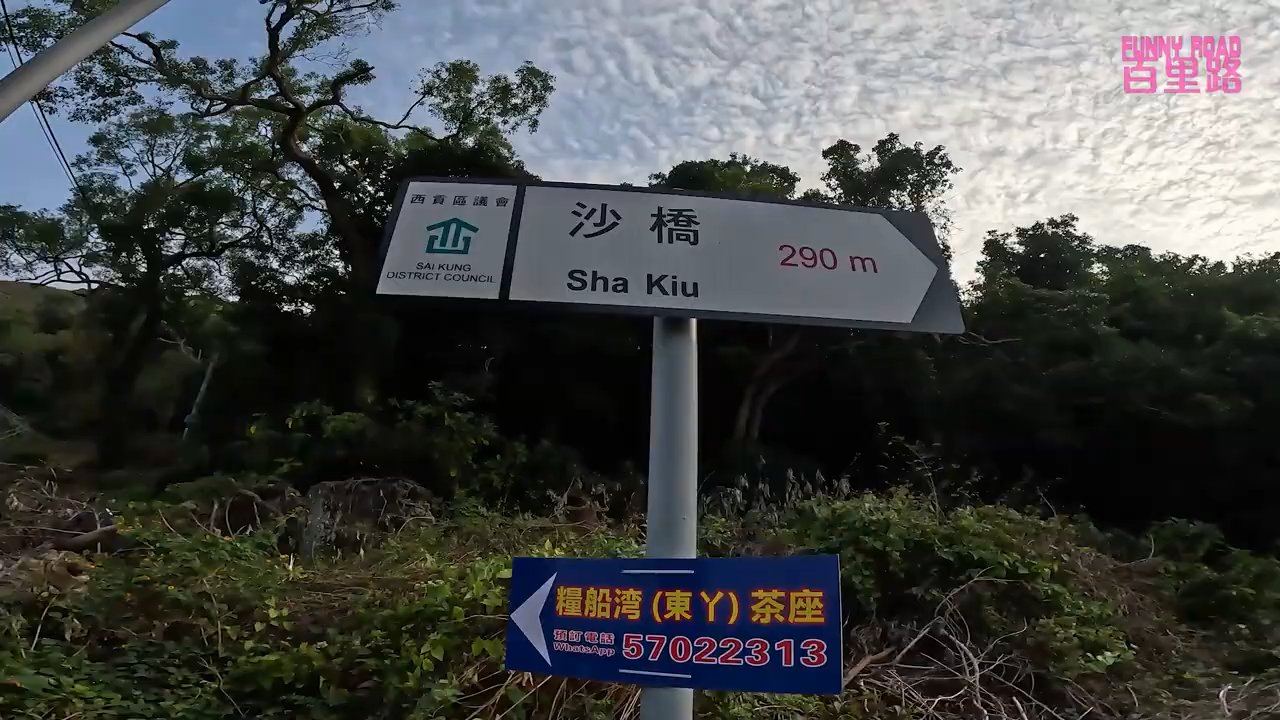 FUNNY ROAD
百里路
西貢區議會
SAI KUNG
DISTRICT COUNCIL
沙橋
Sha Kiu
290 m
糧船湾(東丫)茶座
預訂電話
WhatsApp
57022313